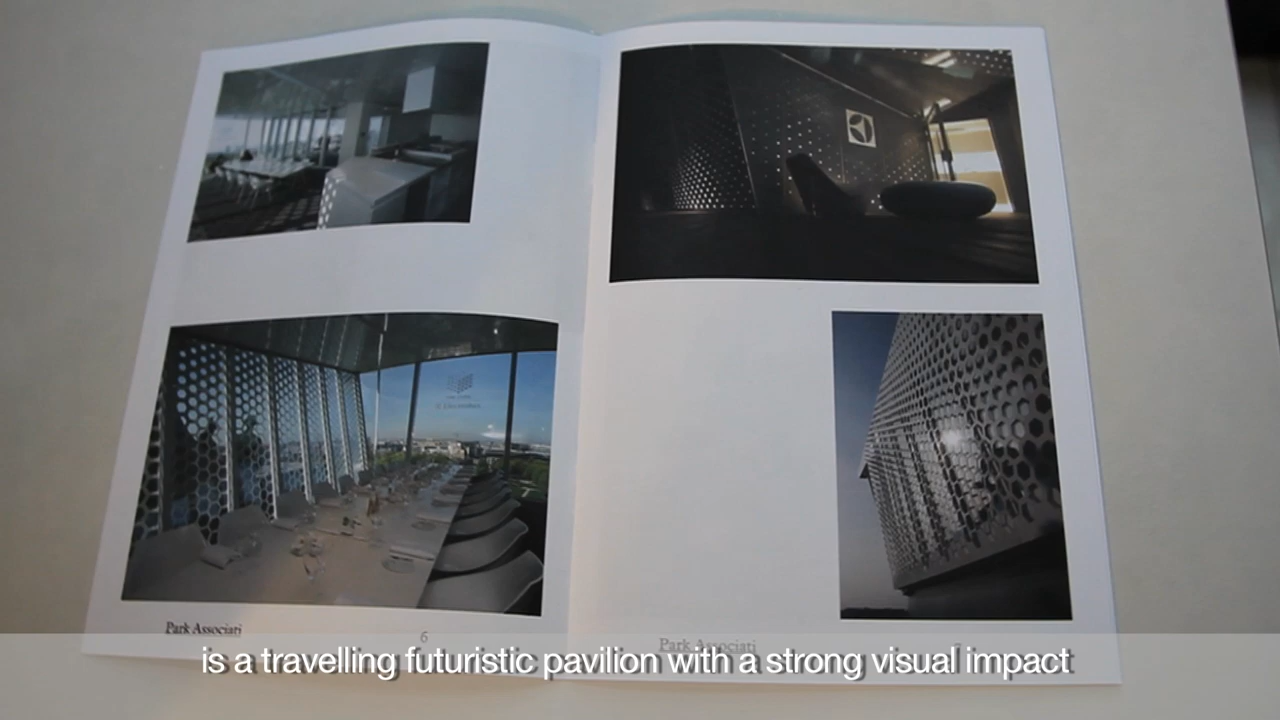 Park Associati
6
Park Associati
is a travelling futuristic pavilion with a strong visual impact